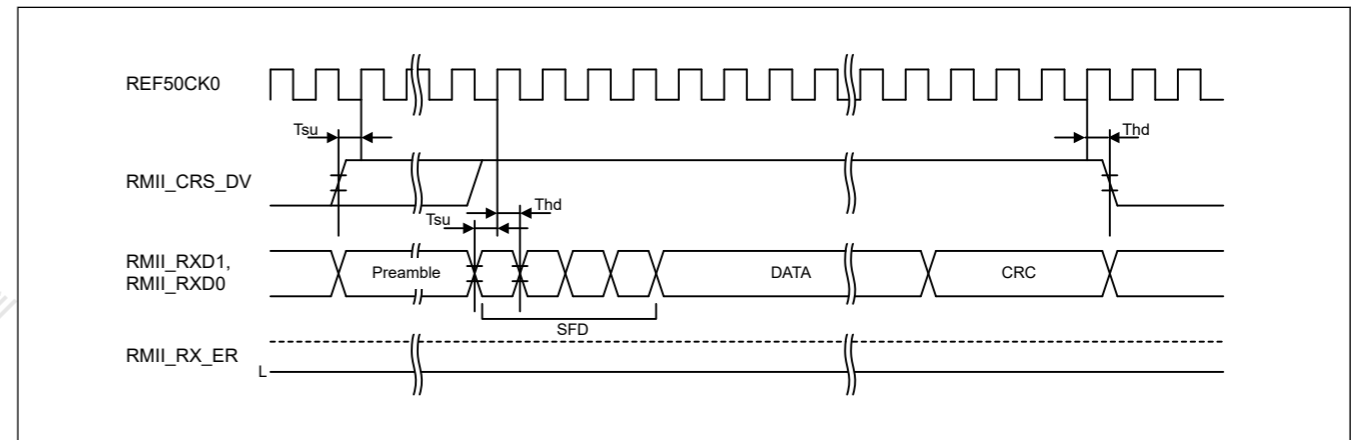 REF50CK0
Tsu
Thd
RMII_CRS_DV
Tsu
Thd
RMII_RXD1,
RMII_RXD0
Preamble
DATA
CRC
SFD
RMII_RX_ER
L